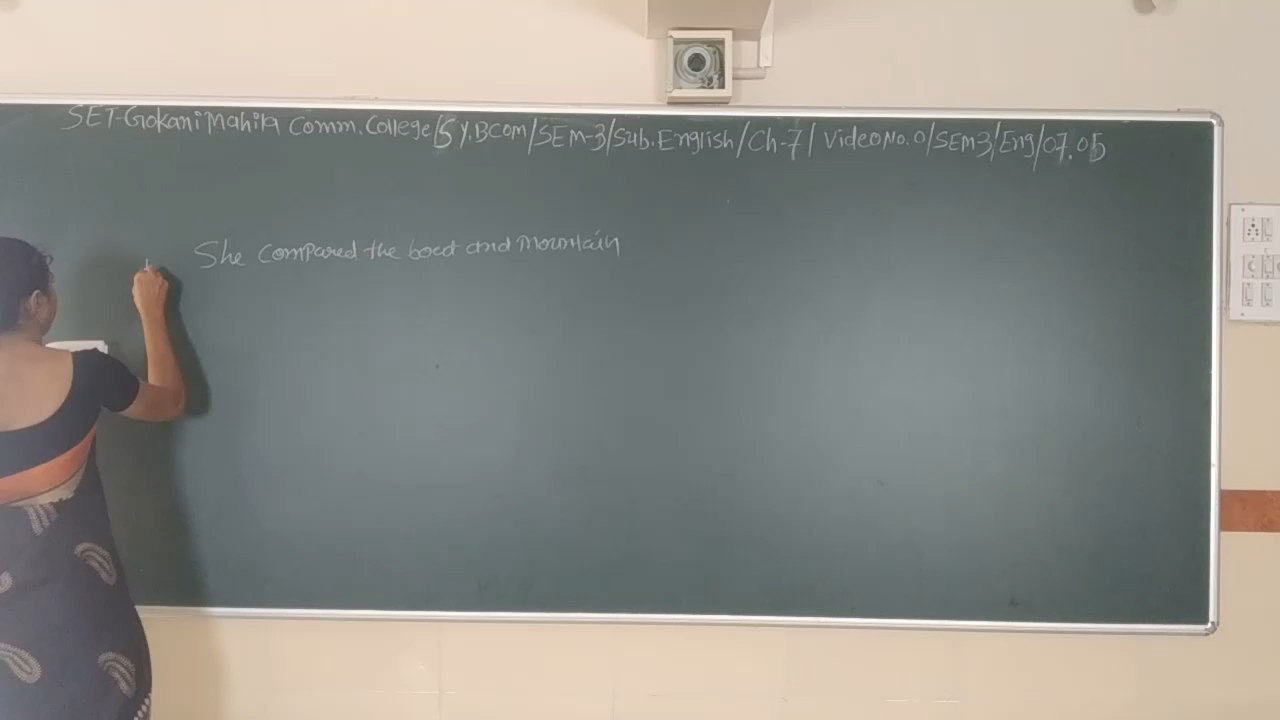 SET-Gokani Mahila Comm. College/SY.BCOM/SEM-3/Sub. English/Ch-7/ Video No. 0/SEM3/Eng/07.05
She compared the boat and mountain